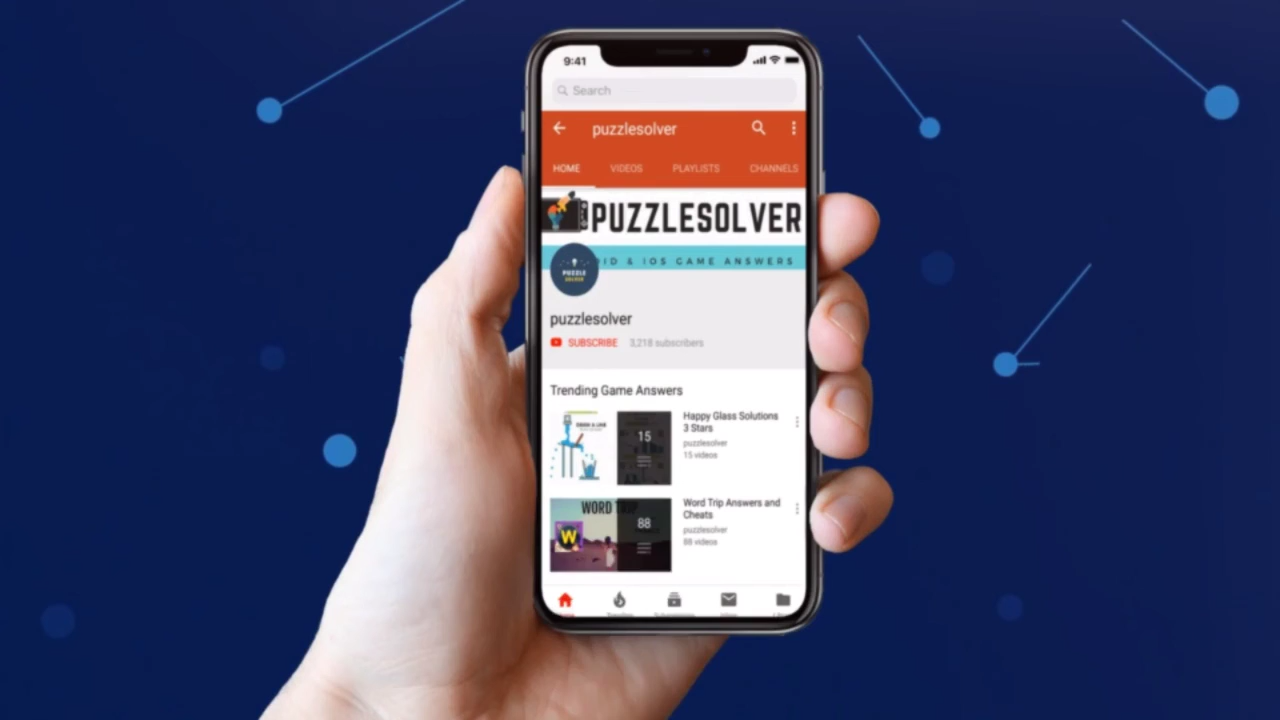 9:41
Search
puzzlesolver
HOME VIDEOS PLAYLISTS CHANNELS
PUZZLESOLVER
ID & IOS GAME ANSWERS
PUZZLE
SOLVER
puzzlesolver
SUBSCRIBE 3,218 subscribers
Trending Game Answers
15
Happy Glass Solutions
3 Stars
puzzlesolver
15 videos
WORD TRIP
W
88
Word Trip Answers and
Cheats
puzzlesolver
88 videos